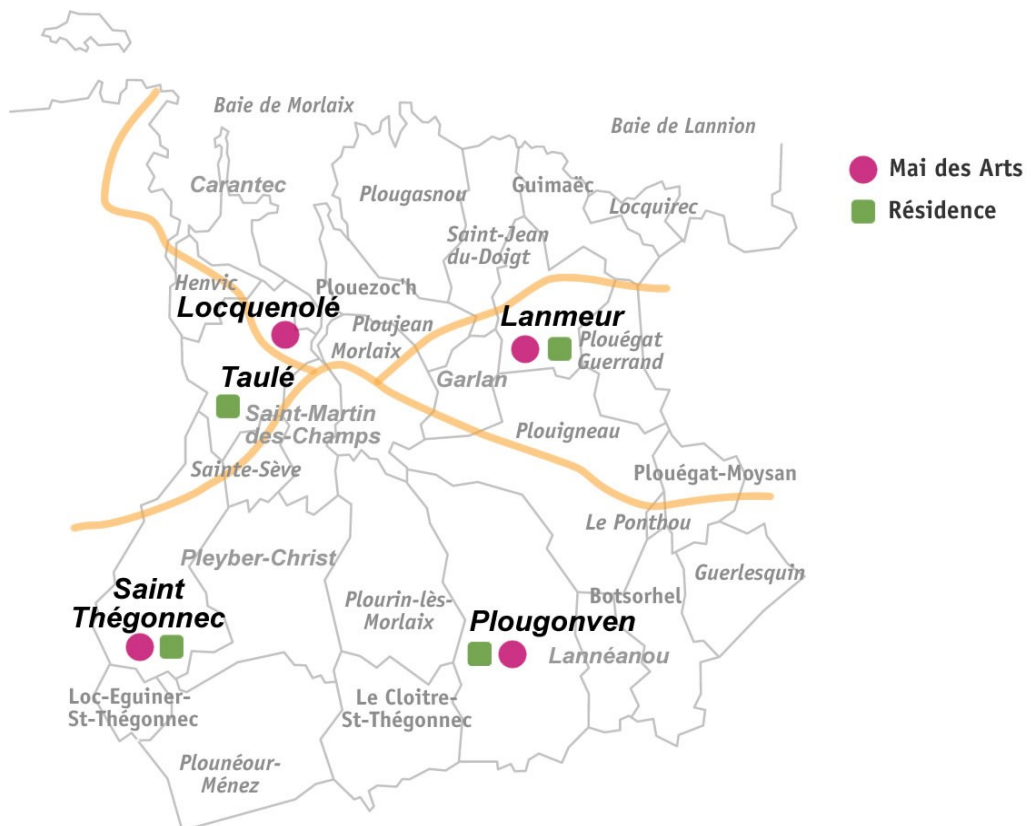 Baie de Morlaix
Baie de Lannion
Mai des Arts
Résidence
Carantec
Plougasnou
Guimaëc
Locquirec
Saint-Jean
du-Doigt
Henvic
Plouezoc'h
Locquenolé
Ploujean
Morlaix
Lanmeur
Plouégat
Guerrand
Taulé
Garlan
Saint-Martin
des-Champs
Plouigneau
Sainte-Sève
Plouégat-Moysan
Le Ponthou
Pleyber-Christ
Guerlesquin
Saint
Thégonnec
Plourin-lès-
Morlaix
Botsorhel
Plougonven
Lannéanou
Loc-Eguiner-
St-Thégonnec
Le Cloitre-
St-Thégonnec
Plounéour-
Ménez